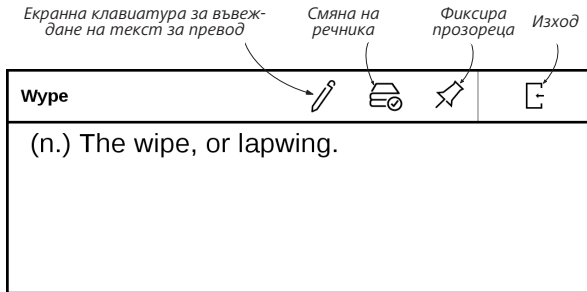 Екранна клавиатура за въвеж-
дане на текст за превод
Смяна на
речника
Фиксира
прозореца
Изход
Wype
(n.) The wipe, or lapwing.